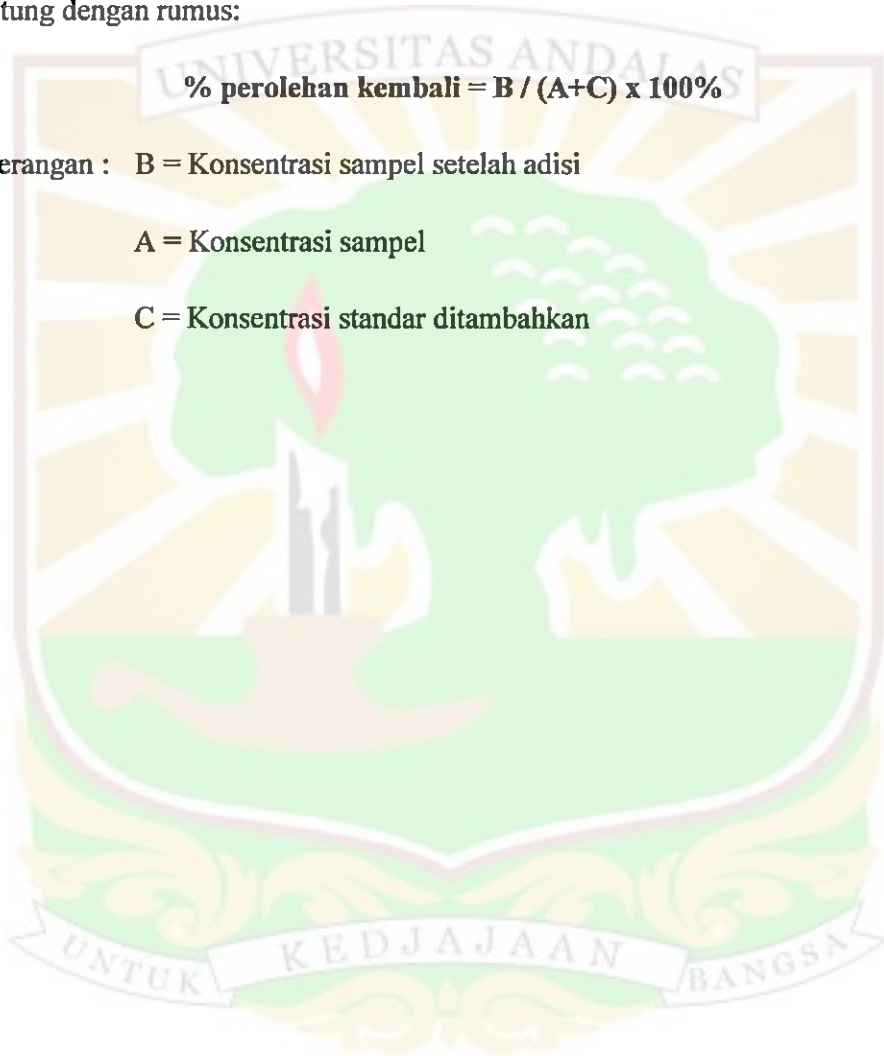 tung dengan rumus:
UNIVERSITAS ANDALAS
% perolehan kembali = B / (A+C) x 100%
erangan : B = Konsentrasi sampel setelah adisi
A = Konsentrasi sampel
C = Konsentrasi standar ditambahkan
UNTUK KEDJAJAAN BANGSA